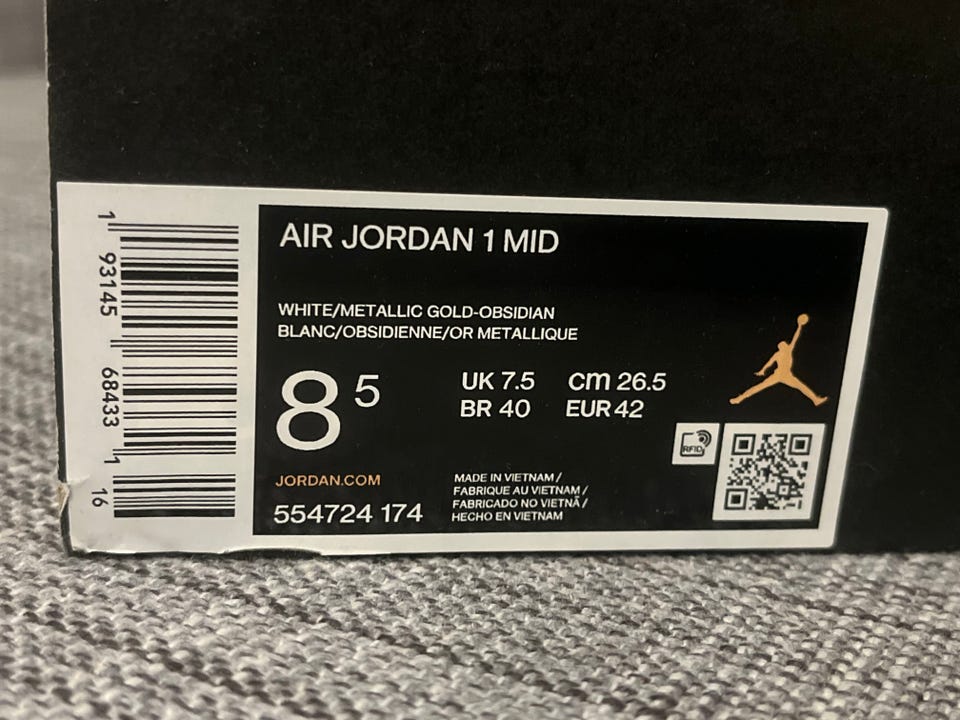 AIR JORDAN 1 MID
WHITE/METALLIC GOLD-OBSIDIAN
BLANC/OBSIDIENNE/OR METALLIQUE
8 5
UK 7.5 cm 26.5
BR 40 EUR 42
RFID
JORDAN.COM
554724 174
MADE IN VIETNAM /
FABRIQUE AU VIETNAM /
FABRICADO NO VIETNÃ /
HECHO EN VIETNAM
1 93145 68433 1 16